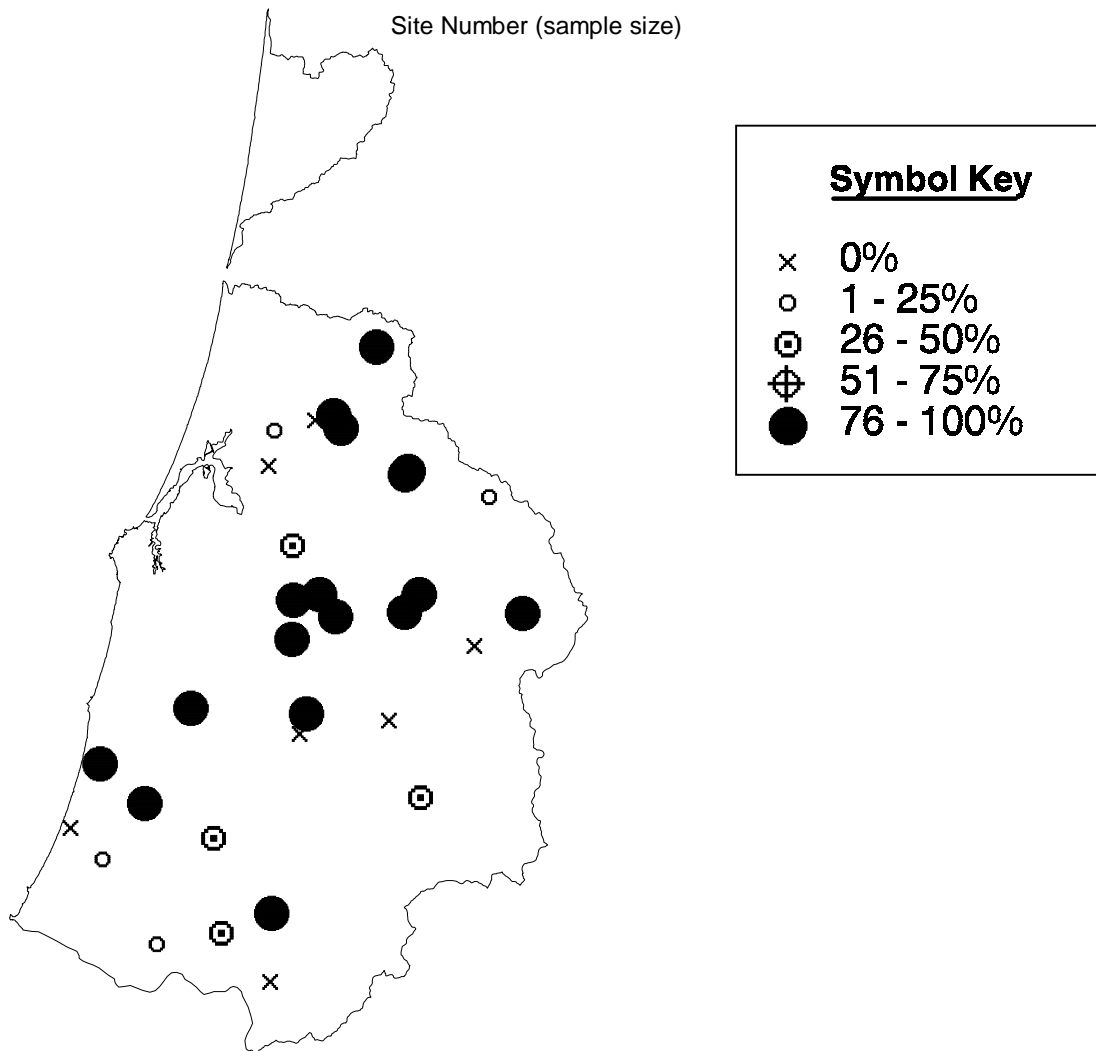 Site Number (sample size)
Symbol Key
0%
1 - 25%
26 - 50%
51 - 75%
76 - 100%